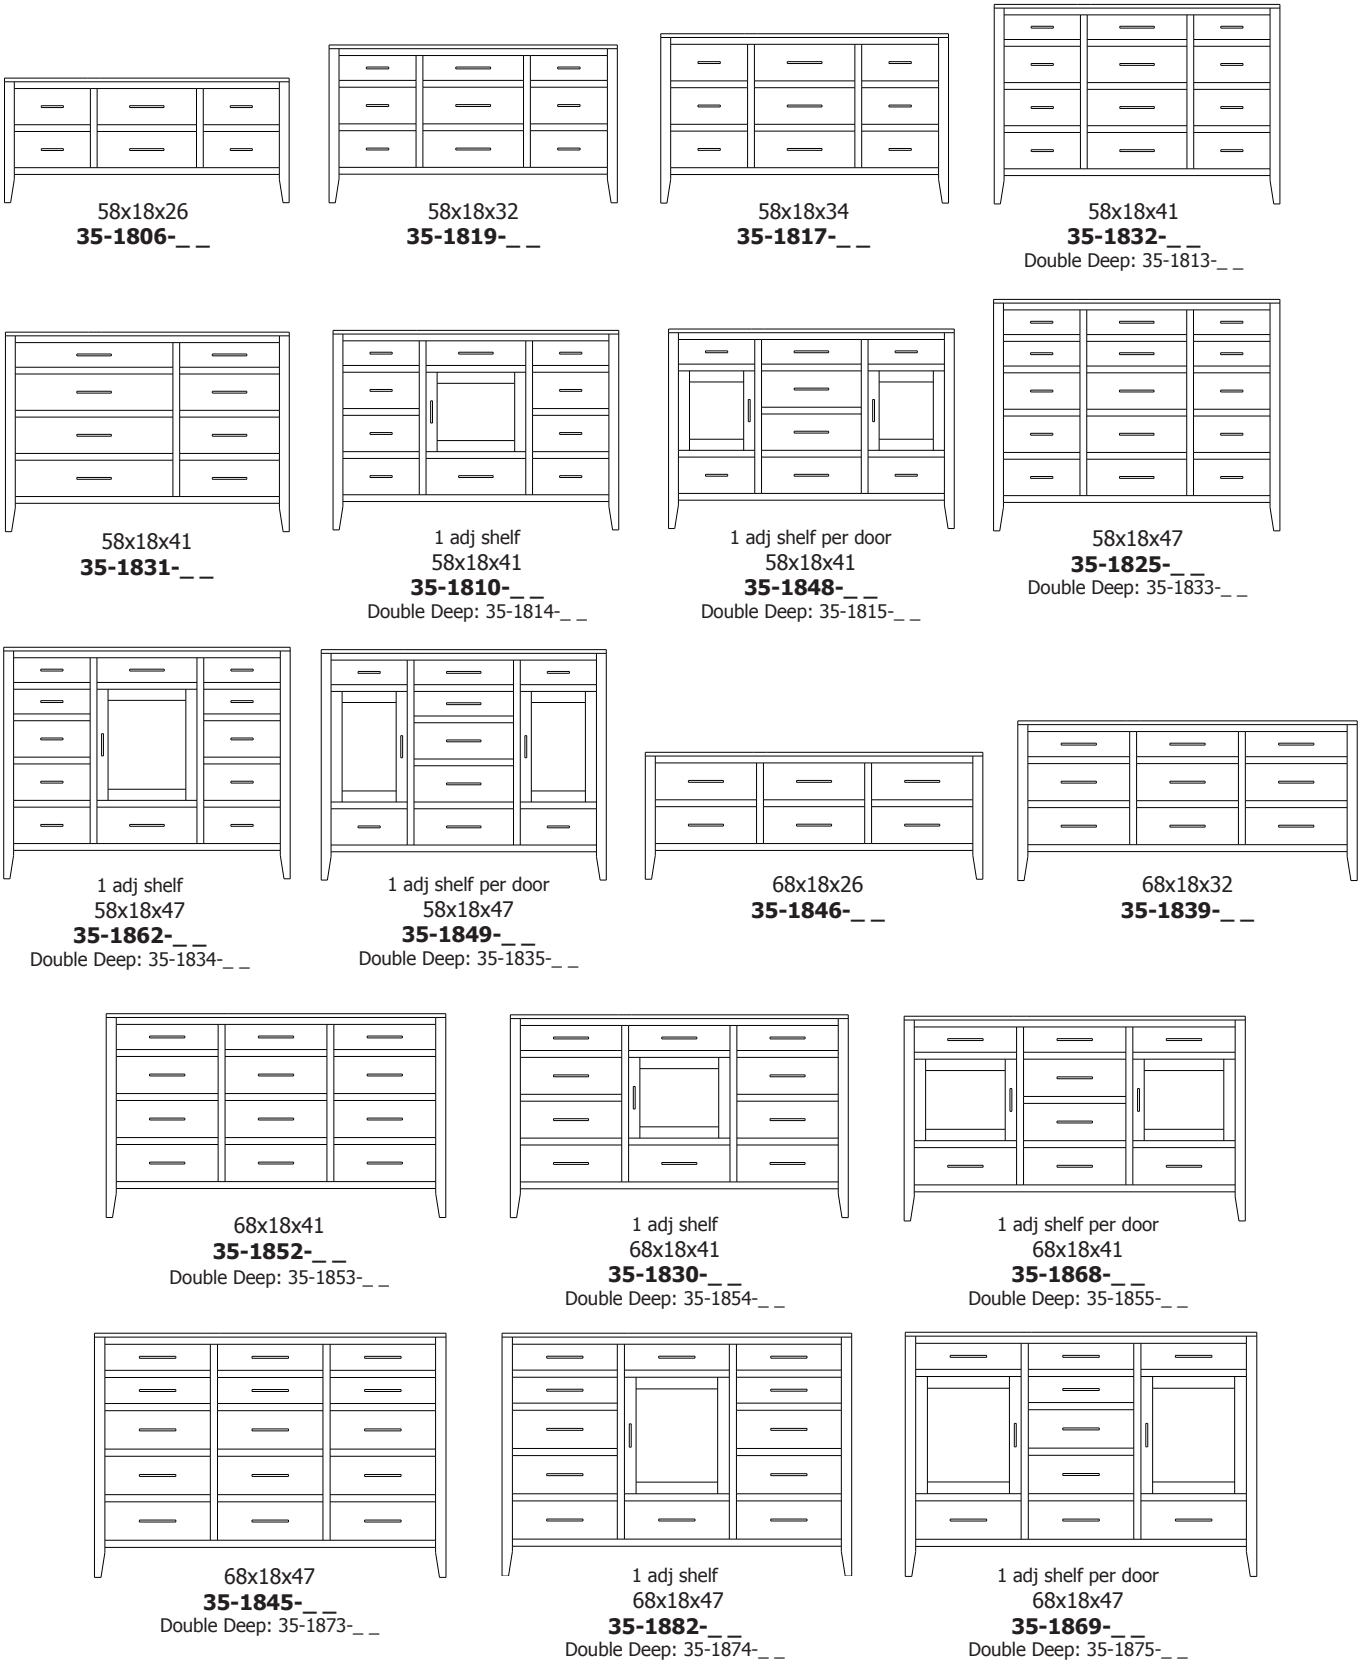 58x18x26
35-1806-_ _
58x18x32
35-1819-_ _
58x18x34
35-1817-_ _
58x18x41
35-1832-_ _
Double Deep: 35-1813-_ _
58x18x41
35-1831-_ _
1 adj shelf
58x18x41
35-1810-_ _
Double Deep: 35-1814-_ _
1 adj shelf per door
58x18x41
35-1848-_ _
Double Deep: 35-1815-_ _
58x18x47
35-1825-_ _
Double Deep: 35-1833-_ _
1 adj shelf
58x18x47
35-1862-_ _
Double Deep: 35-1834-_ _
1 adj shelf per door
58x18x47
35-1849-_ _
Double Deep: 35-1835-_ _
68x18x26
35-1846-_ _
68x18x32
35-1839-_ _
68x18x41
35-1852-_ _
Double Deep: 35-1853-_ _
1 adj shelf
68x18x41
35-1830-_ _
Double Deep: 35-1854-_ _
1 adj shelf per door
68x18x41
35-1868-_ _
Double Deep: 35-1855-_ _
68x18x47
35-1845-_ _
Double Deep: 35-1873-_ _
1 adj shelf
68x18x47
35-1882-_ _
Double Deep: 35-1874-_ _
1 adj shelf per door
68x18x47
35-1869-_ _
Double Deep: 35-1875-_ _